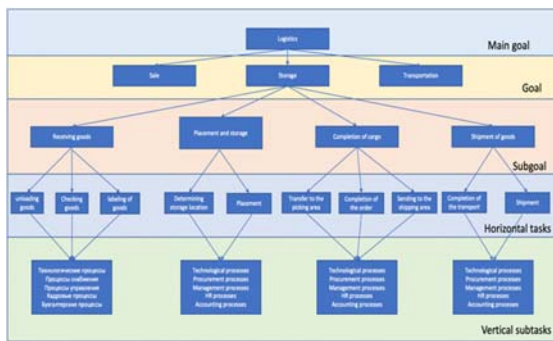 Logistics
Main goal
Sale
Storage
Transportation
Goal
Receiving goods
Placement and storage
Completion of cargo
Shipment of goods
Subgoal
unloading
goods
Checking
goods
labeling of
goods
Determining
storage location
Placement
Transfer to the
picking area
Completion of
the order
Sending to the
shipping area
Completion of
the transport
Shipment
Horizontal tasks
Технологические процессы
Процессы снабжения
Процессы управления
Кадровые процессы
Бухгалтерские процессы
Technological processes
Procurement processes
Management processes
HR processes
Accounting processes
Technological processes
Procurement processes
Management processes
HR processes
Accounting processes
Technological processes
Procurement processes
Management processes
HR processes
Accounting processes
Vertical subtasks